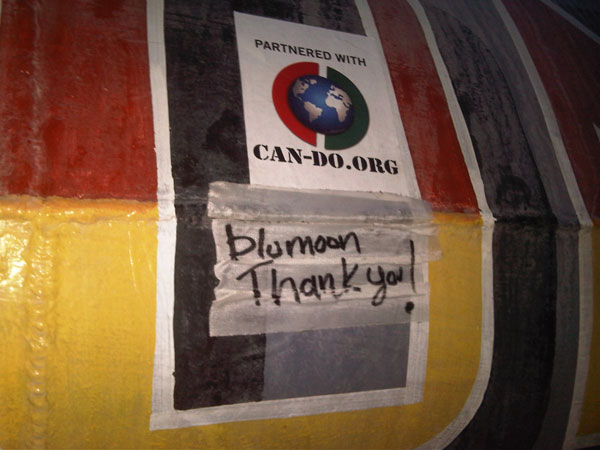 PARTNERED WITH
CAN-DO.ORG
blumoon
Thank you!